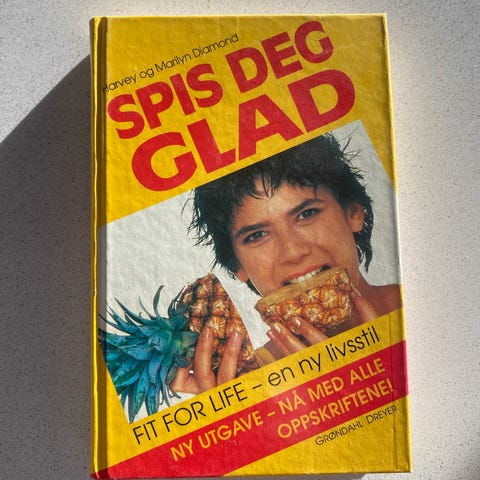 Harvey og Marilyn Diamond
SPIS DEG
GLAD
FIT FOR LIFE – en ny livsstil
NY UTGAVE – NÅ MED ALLE
OPPSKRIFTENE!
GRØNDAHL DREYER